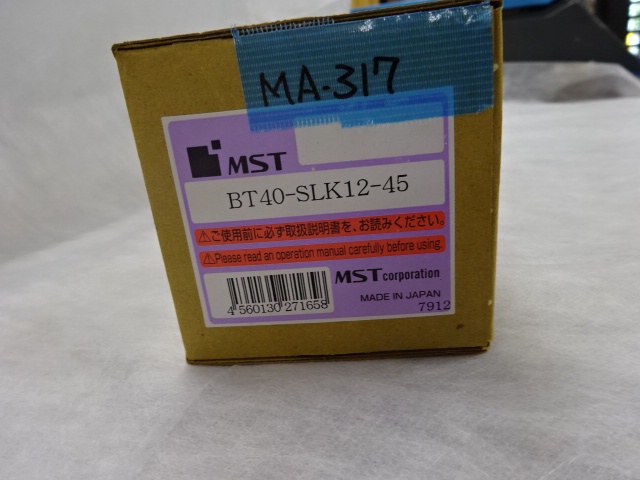 MA-317
MST
BT40-SLK12-45
⚠ご使用前に必ず取扱説明書を、お読みください。
⚠Please read an operation manual carefully before using.
4 560130 271658
MST corporation
MADE IN JAPAN
7912